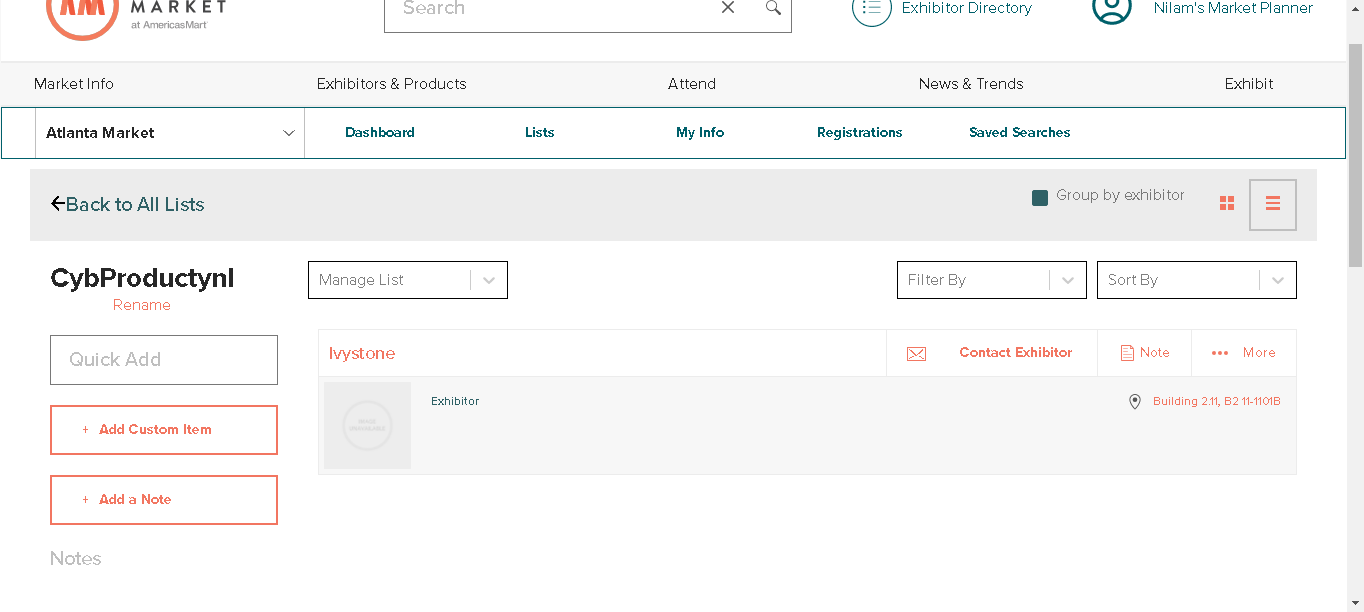 MARKET
at AmericasMart
Search
Exhibitor Directory
Nilam's Market Planner
Market Info
Exhibitors & Products
Attend
News & Trends
Exhibit
Atlanta Market
Dashboard
Lists
My Info
Registrations
Saved Searches
Back to All Lists
Group by exhibitor
CybProductynI
Rename
Manage List
Filter By
Sort By
Quick Add
Ivystone
Contact Exhibitor
Note
More
Exhibitor
Building 2.11, B2 11-1101B
+ Add Custom Item
+ Add a Note
Notes